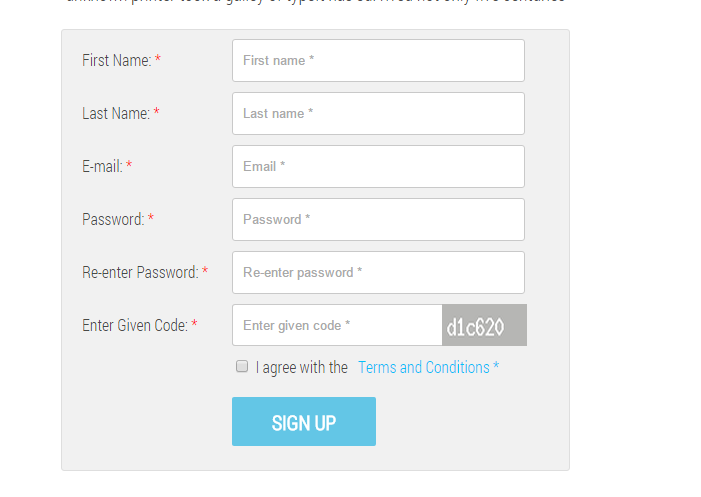 First Name: * First name *
Last Name: * Last name *
E-mail: * Email *
Password: * Password *
Re-enter Password: * Re-enter password *
Enter Given Code: * Enter given code * d1c620
I agree with the Terms and Conditions *
SIGN UP